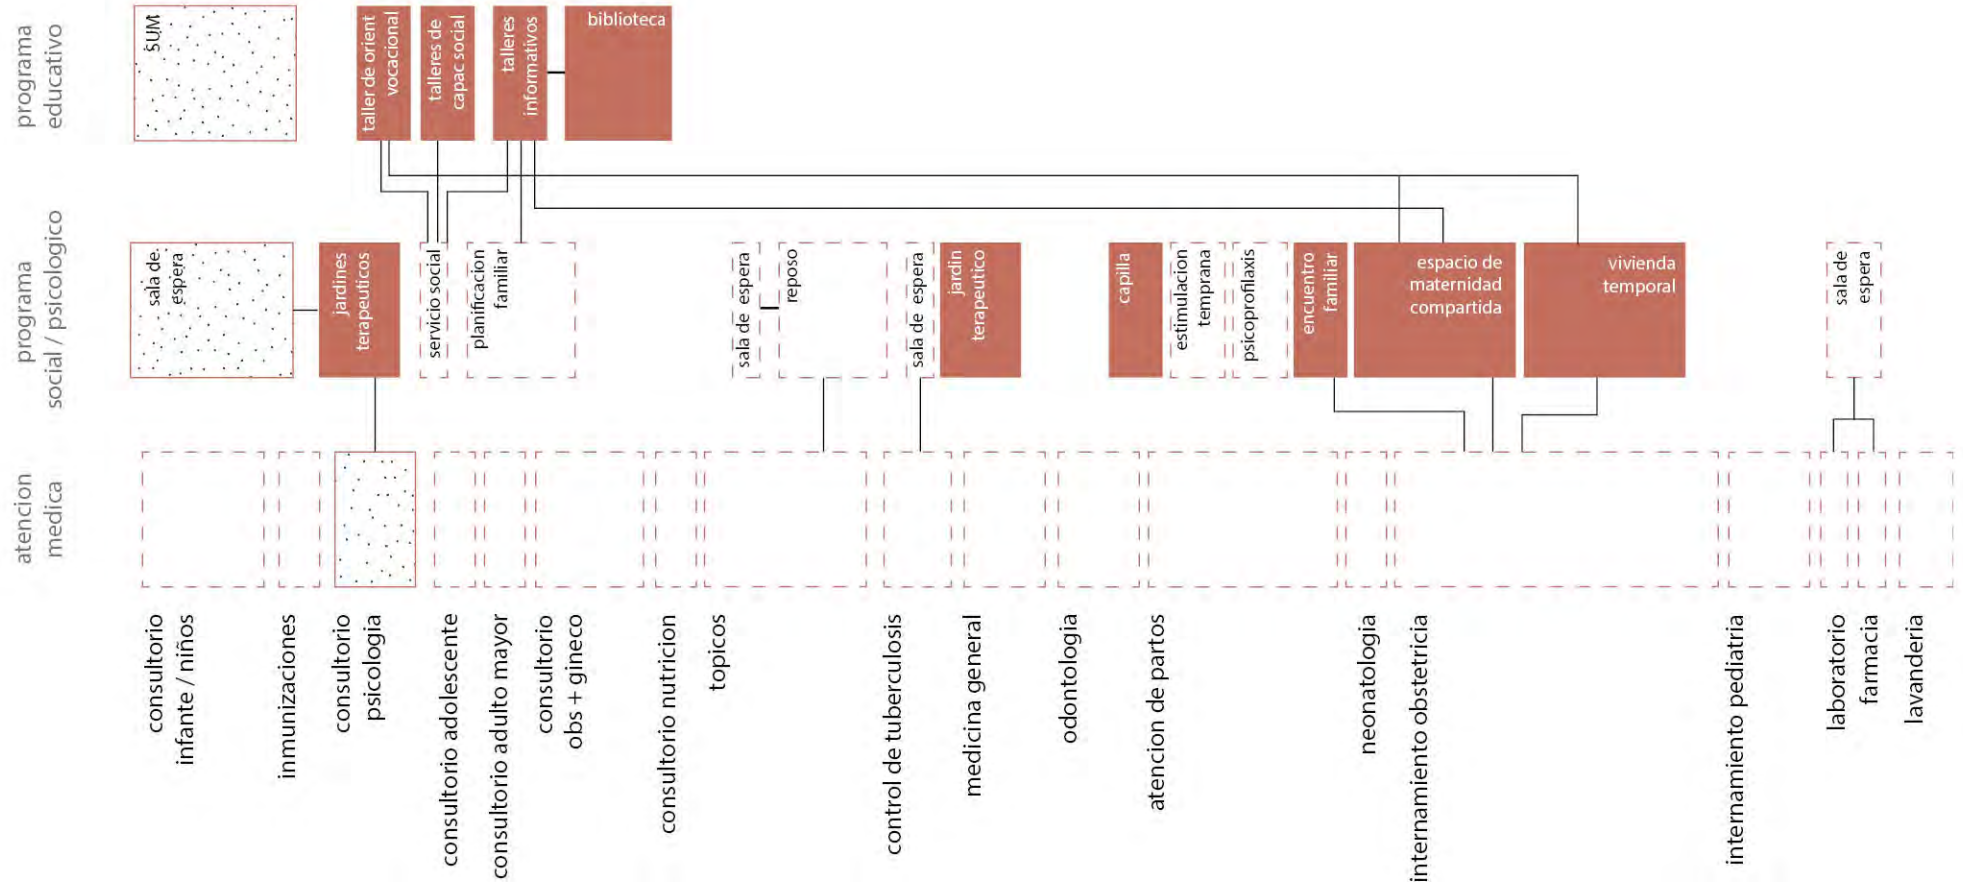 programa
educativo
SUM
taller de orient
vocacional
talleres de
capac social
talleres
informativos
biblioteca
programa
social / psicologico
sala de
espera
jardines
terapeuticos
servicio social
planificacion
familiar
sala de espera
reposo
sala de espera
jardin
terapeutico
capilla
estimulacion
temprana
psicoprofilaxis
encuentro
familiar
espacio de
maternidad
compartida
vivienda
temporal
sala de
espera
atencion
medica
consultorio
infante / niños
inmunizaciones
consultorio
psicologia
consultorio adolescente
consultorio adulto mayor
consultorio
obs + gineco
consultorio nutricion
topicos
control de tuberculosis
medicina general
odontologia
atencion de partos
neonatologia
internamiento obstetricia
internamiento pediatria
laboratorio
farmacia
lavanderia